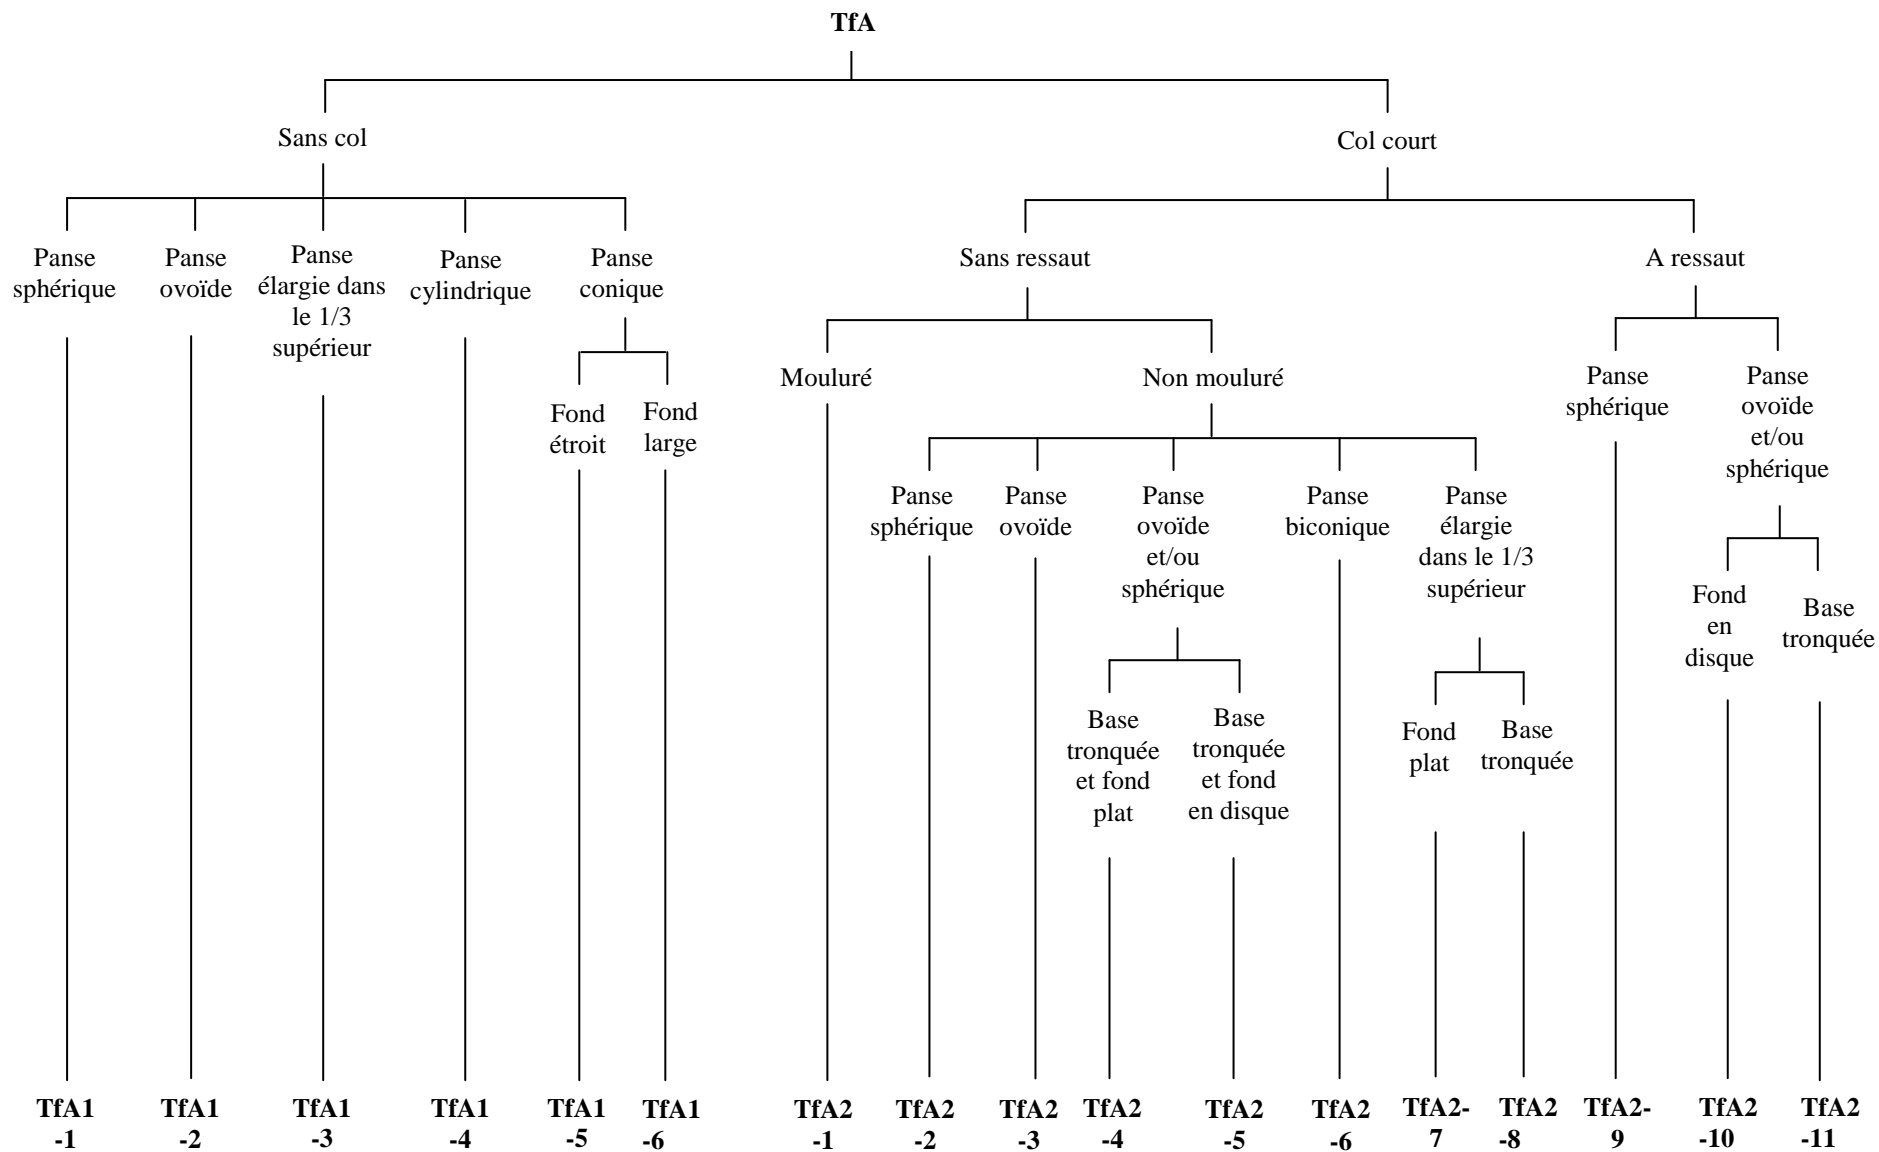 TfA
Sans col
Col court
Panse
sphérique
Panse
ovoïde
Panse
élargie dans
le 1/3
supérieur
Panse
cylindrique
Panse
conique
Sans ressaut
A ressaut
Fond
étroit
Fond
large
Mouluré
Non mouluré
Panse
sphérique
Panse
ovoïde
et/ou
sphérique
Panse
sphérique
Panse
ovoïde
Panse
ovoïde
et/ou
sphérique
Panse
biconique
Panse
élargie
dans le 1/3
supérieur
Fond
en
disque
Base
tronquée
Base
tronquée
et fond
plat
Base
tronquée
et fond
en disque
Fond
plat
Base
tronquée
TfA1
-1
TfA1
-2
TfA1
-3
TfA1
-4
TfA1
-5
TfA1
-6
TfA2
-1
TfA2
-2
TfA2
-3
TfA2
-4
TfA2
-5
TfA2
-6
TfA2-
7
TfA2
-8
TfA2-
9
TfA2
-10
TfA2
-11